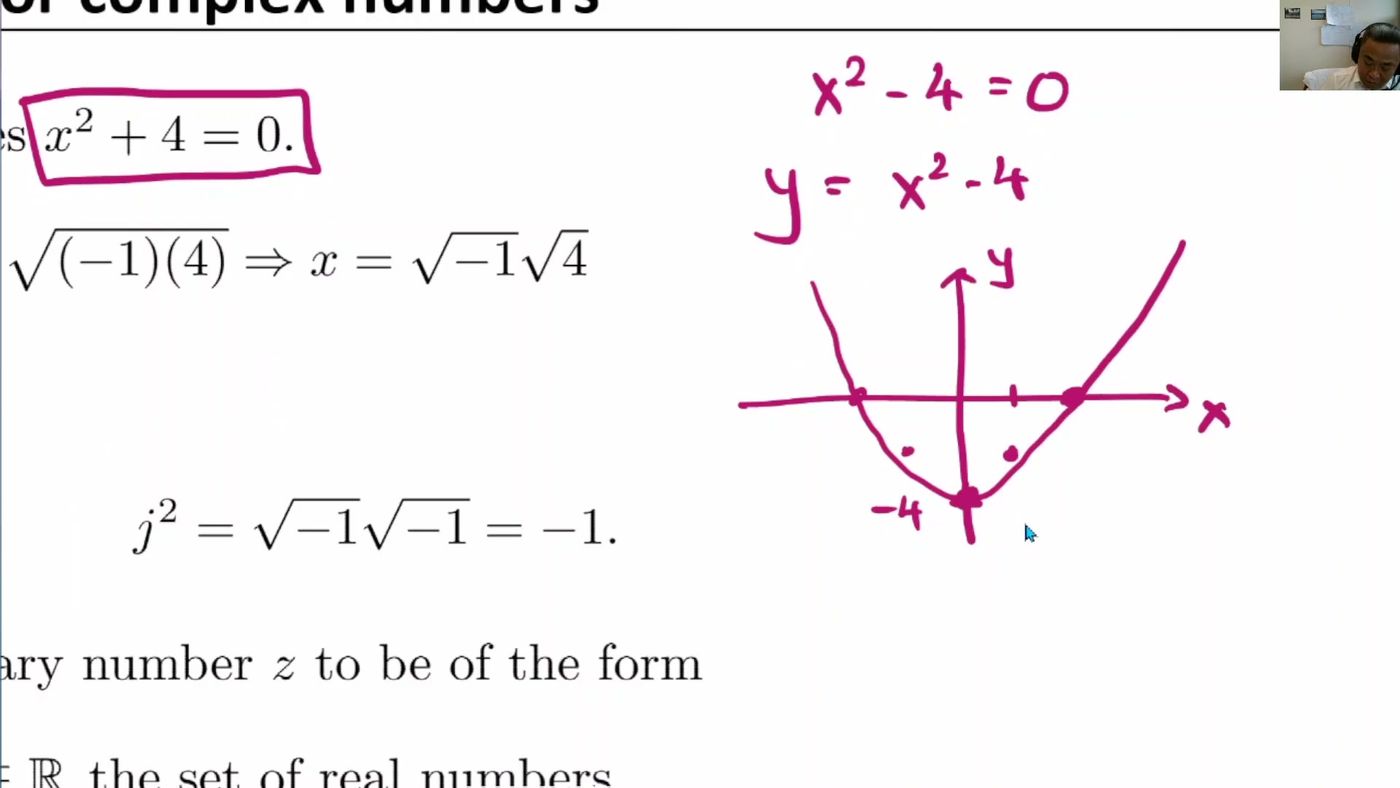 or complex numbers
es x² + 4 = 0.
√(−1)(4) ⇒ x = √−1√4
j² = √−1√−1 = −1.
ary number z to be of the form
ℝ the set of real numbers
x² - 4 = 0
y = x² - 4
y
x
-4